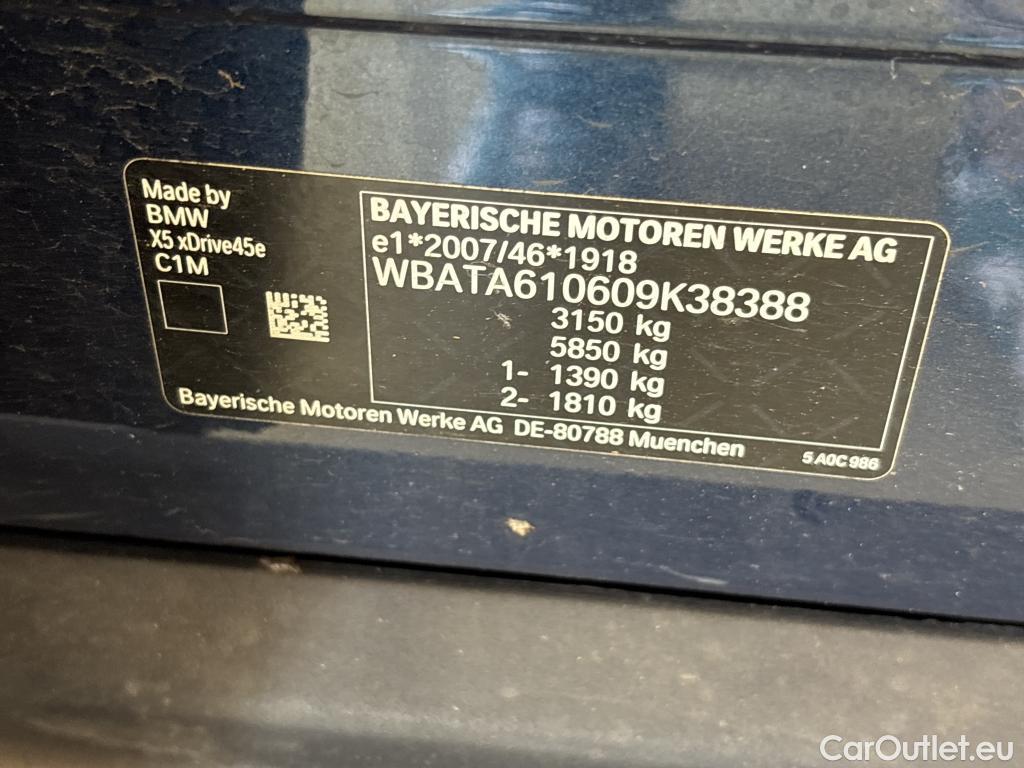 Made by
BMW
X5 xDrive45e
C1M
BAYERISCHE MOTOREN WERKE AG
e1*2007/46*1918
WBATA610609K38388
3150 kg
5850 kg
1- 1390 kg
2- 1810 kg
Bayerische Motoren Werke AG DE-80788 Muenchen
5 A0C 986
CarOutlet.eu